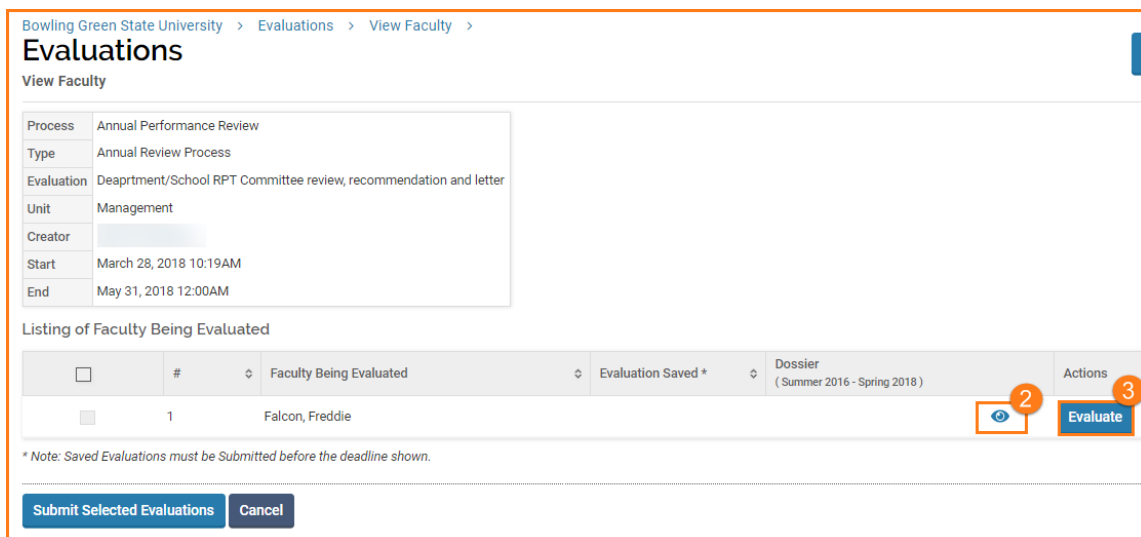 Bowling Green State University > Evaluations > View Faculty >
Evaluations
View Faculty
Process Annual Performance Review
Type Annual Review Process
Evaluation Deaprtment/School RPT Committee review, recommendation and letter
Unit Management
Creator
Start March 28, 2018 10:19AM
End May 31, 2018 12:00AM
Listing of Faculty Being Evaluated
# Faculty Being Evaluated Evaluation Saved * Dossier Actions
( Summer 2016 - Spring 2018 )
2 3
1 Falcon, Freddie Evaluate
* Note: Saved Evaluations must be Submitted before the deadline shown.
Submit Selected Evaluations Cancel